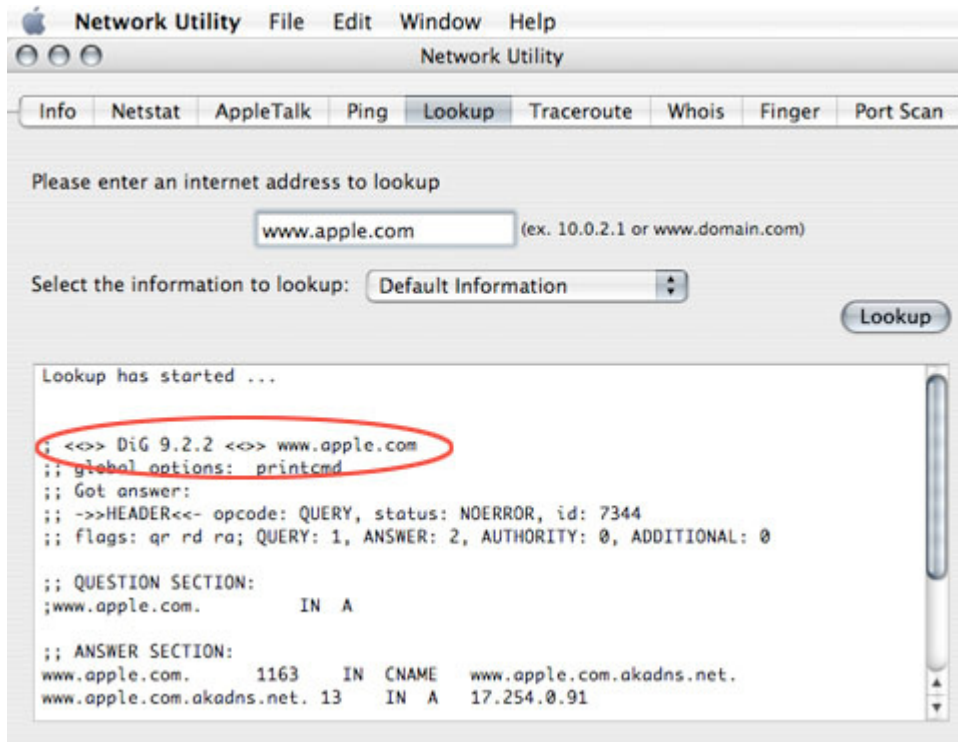 Network Utility File Edit Window Help
Network Utility
Info Netstat AppleTalk Ping Lookup Traceroute Whois Finger Port Scan
Please enter an internet address to lookup
www.apple.com (ex. 10.0.2.1 or www.domain.com)
Select the information to lookup: Default Information
Lookup
Lookup has started ...
; <<>> DiG 9.2.2 <<>> www.apple.com
;; global options: printcmd
;; Got answer:
;; ->>HEADER<<- opcode: QUERY, status: NOERROR, id: 7344
;; flags: qr rd ra; QUERY: 1, ANSWER: 2, AUTHORITY: 0, ADDITIONAL: 0
;; QUESTION SECTION:
;www.apple.com. IN A
;; ANSWER SECTION:
www.apple.com. 1163 IN CNAME www.apple.com.akadns.net.
www.apple.com.akadns.net. 13 IN A 17.254.0.91